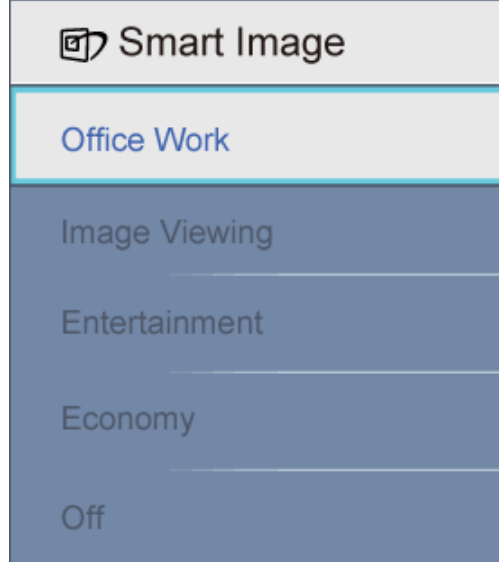 Smart Image
Office Work
Image Viewing
Entertainment
Economy
Off